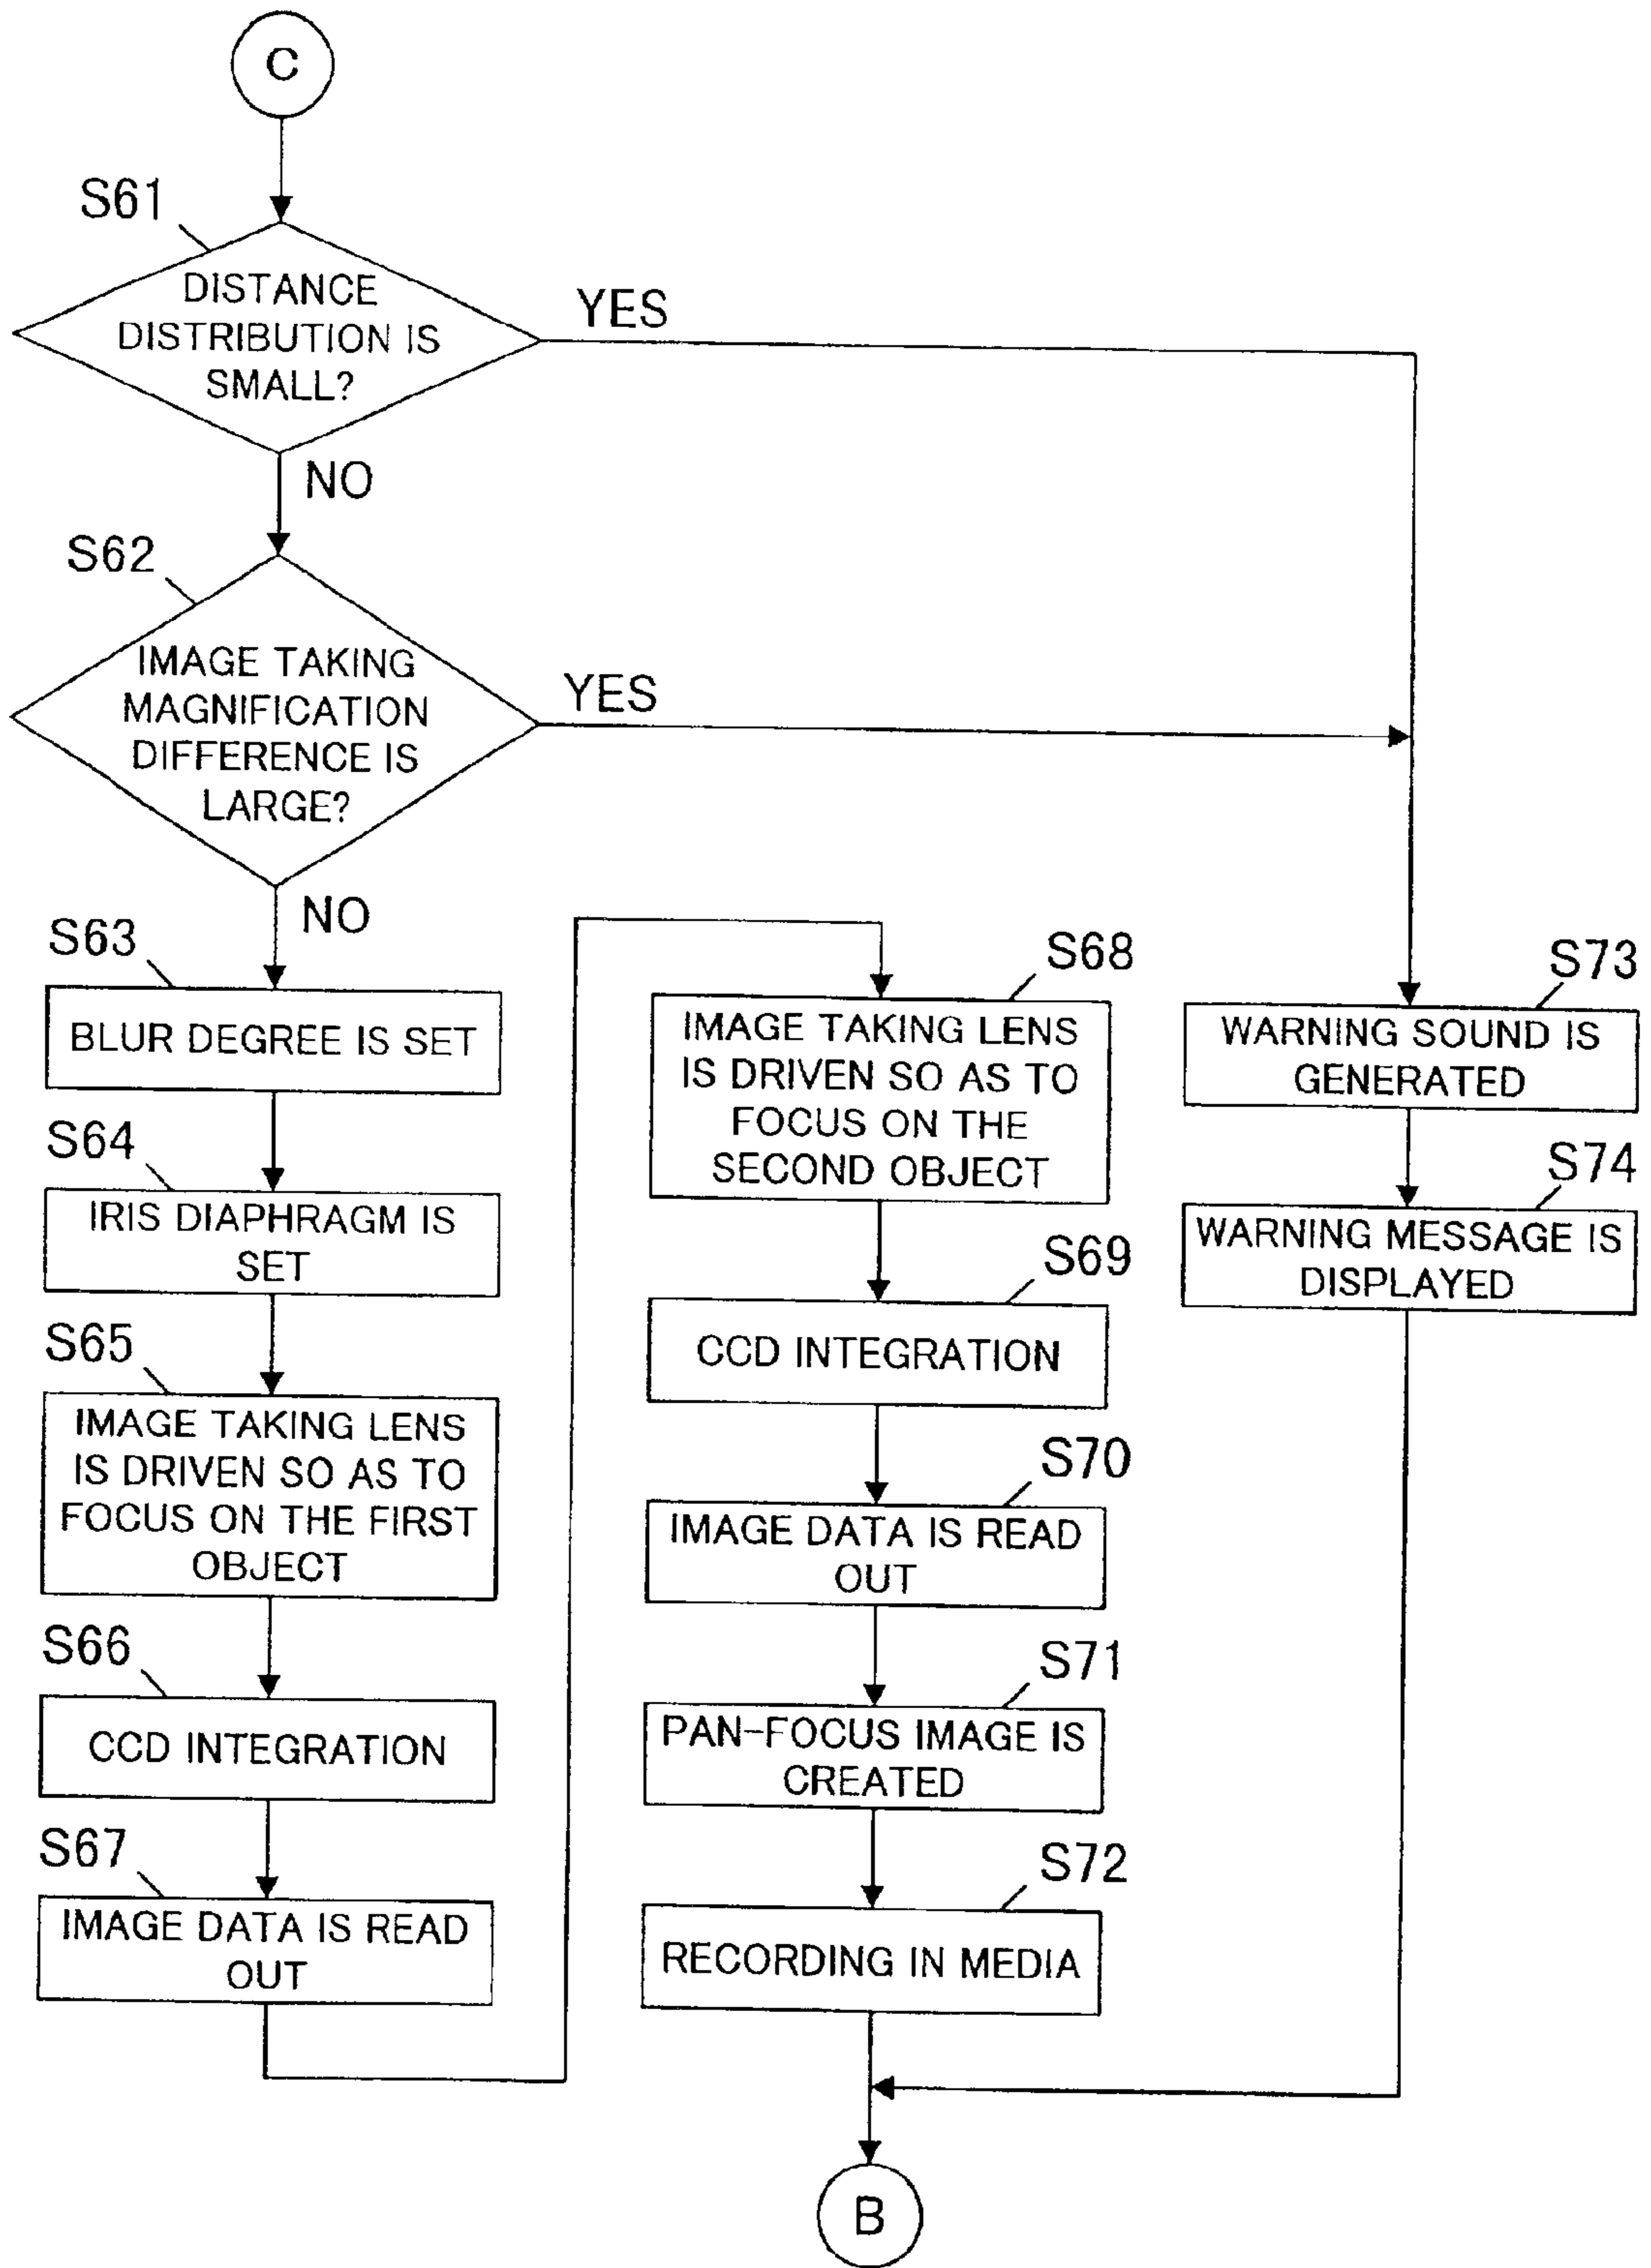 C
S61
DISTANCE
DISTRIBUTION IS
SMALL?
YES
NO
S62
IMAGE TAKING
MAGNIFICATION
DIFFERENCE IS
LARGE?
YES
NO
S63
BLUR DEGREE IS SET
S64
IRIS DIAPHRAGM IS
SET
S65
IMAGE TAKING LENS
IS DRIVEN SO AS TO
FOCUS ON THE FIRST
OBJECT
S66
CCD INTEGRATION
S67
IMAGE DATA IS READ
OUT
S68
IMAGE TAKING LENS
IS DRIVEN SO AS TO
FOCUS ON THE
SECOND OBJECT
S69
CCD INTEGRATION
S70
IMAGE DATA IS READ
OUT
S71
PAN-FOCUS IMAGE IS
CREATED
S72
RECORDING IN MEDIA
S73
WARNING SOUND IS
GENERATED
S74
WARNING MESSAGE IS
DISPLAYED
B